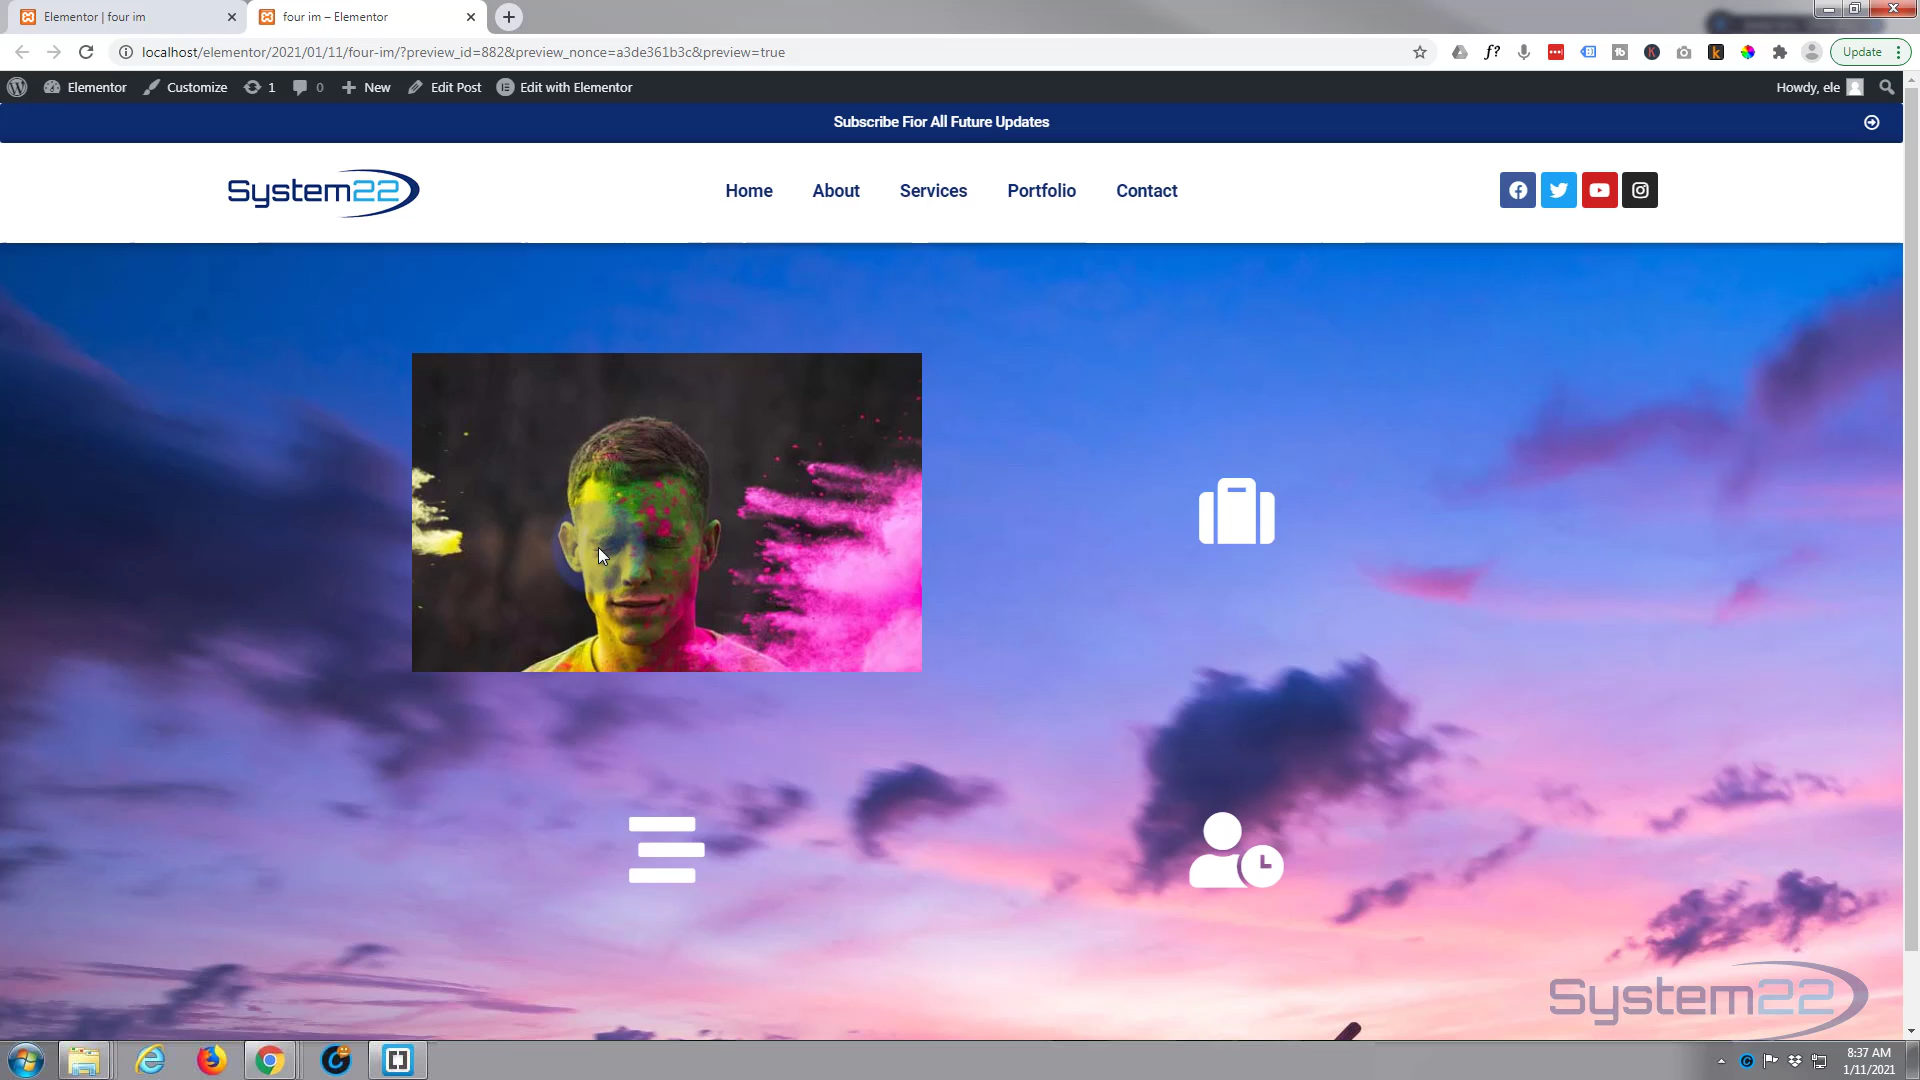 Elementor | four im
four im – Elementor
localhost/elementor/2021/01/11/four-im/?preview_id=882&preview_nonce=a3de361b3c&preview=true
f?
tb
K
k
Update
Elementor
Customize
1
0
New
Edit Post
Edit with Elementor
Howdy, ele
Subscribe Fior All Future Updates
System22
Home
About
Services
Portfolio
Contact
System22
8:37 AM
1/11/2021